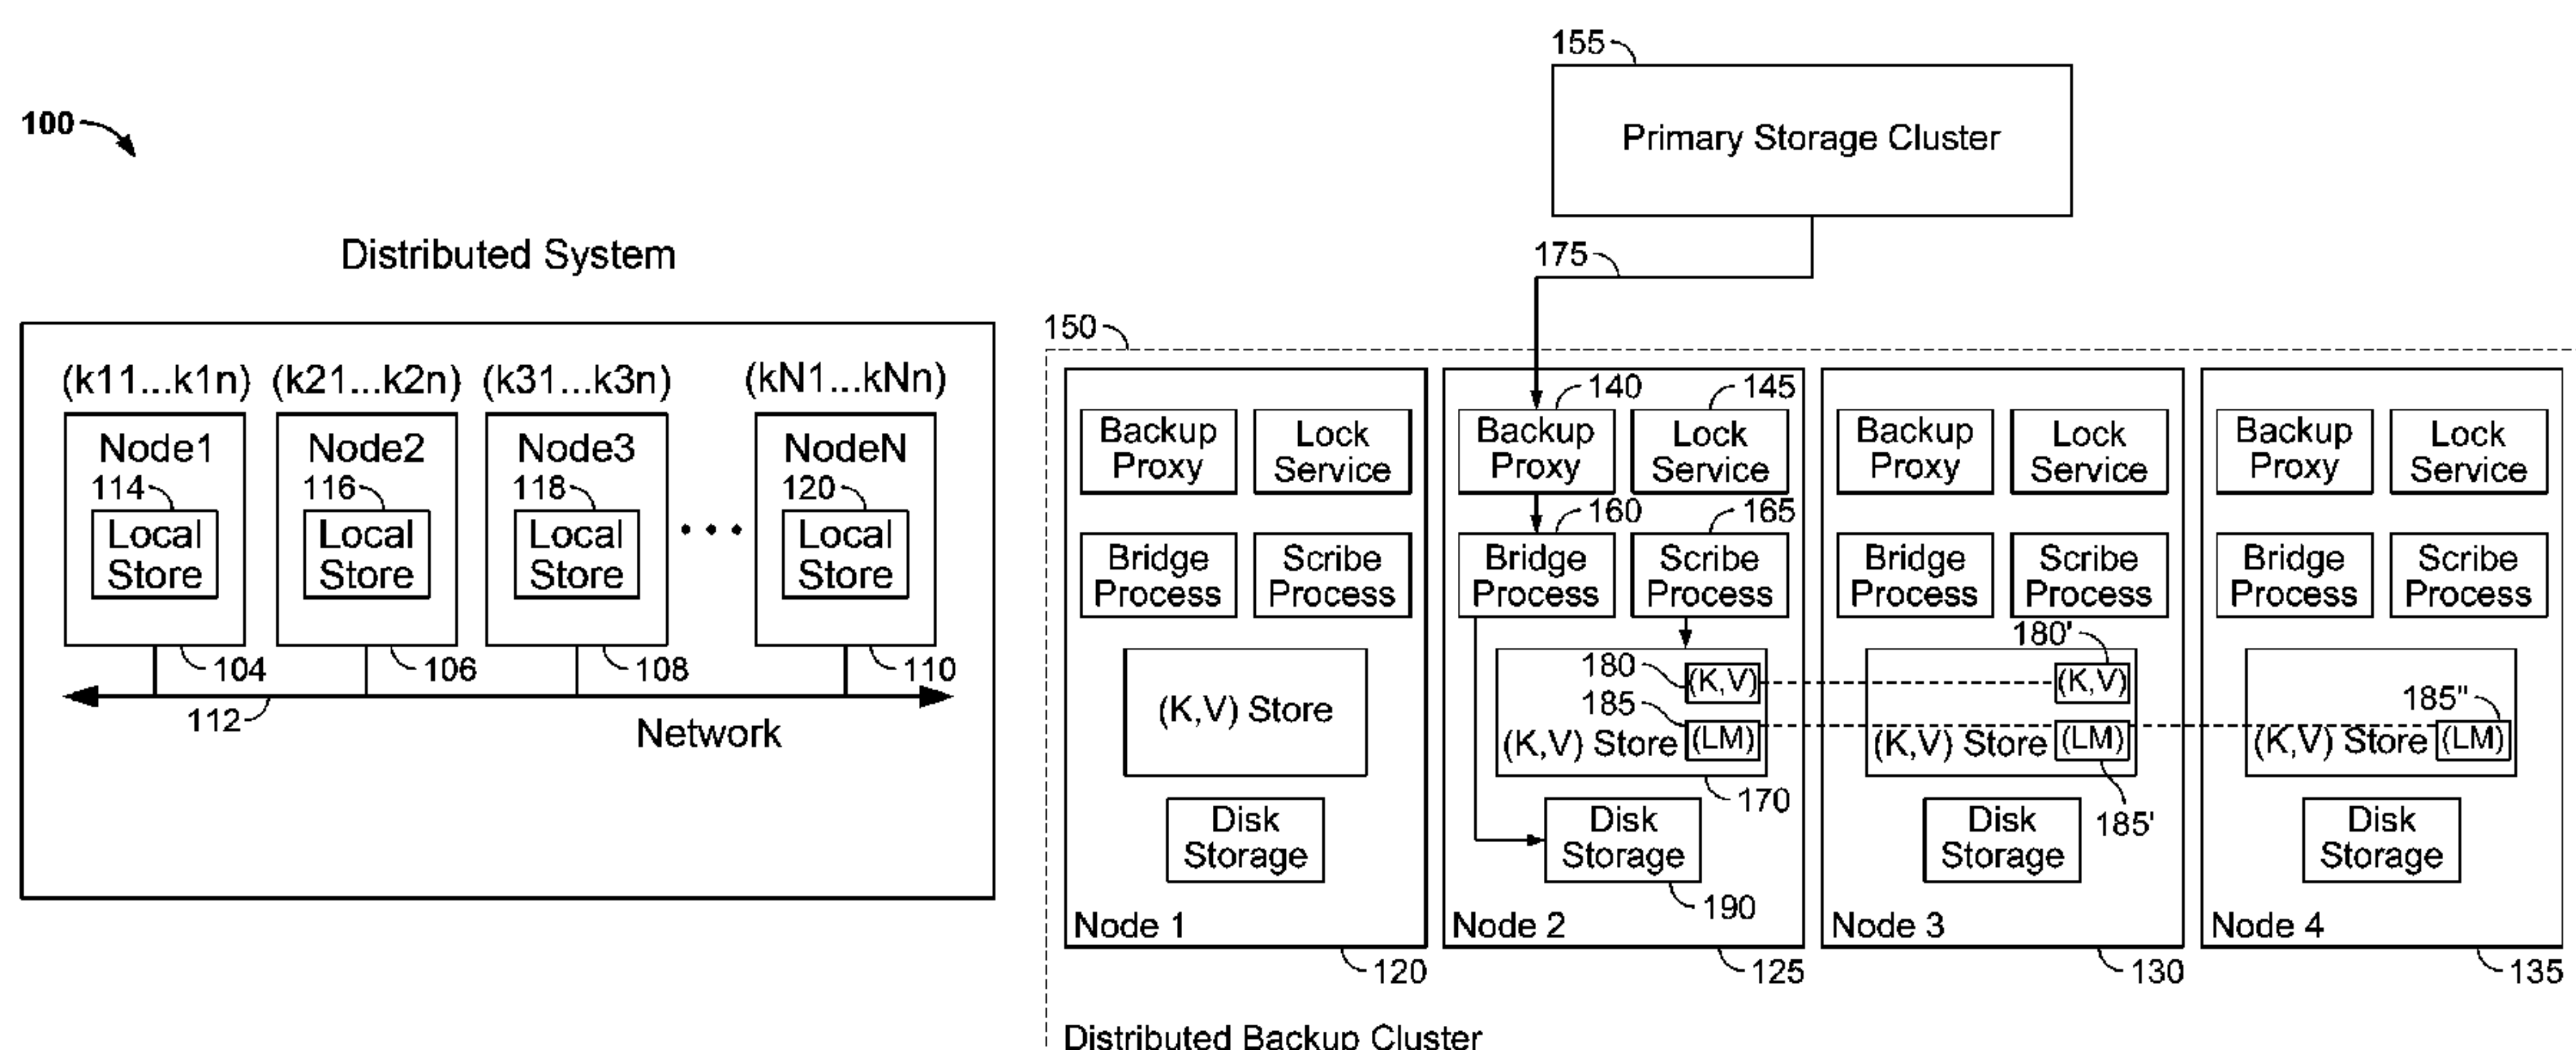 100
Distributed System
(k11...k1n) (k21...k2n) (k31...k3n) (kN1...kNn)
Node1 Node2 Node3 NodeN
114 116 118 120
Local Local Local Local
Store Store Store • • • Store
104 106 108 110
112
Network
155
Primary Storage Cluster
175
150
140 145
Backup Lock Backup Lock Backup Lock Backup Lock
Proxy Service Proxy Service Proxy Service Proxy Service
160 165
Bridge Scribe Bridge Scribe Bridge Scribe Bridge Scribe
Process Process Process Process Process Process Process Process
180'
180 (K,V) (K,V)
(K,V) Store 185 185"
(K,V) Store (LM) (K,V) Store (LM) (K,V) Store (LM)
170 185'
Disk Disk Disk Disk
Storage Storage Storage Storage
190
Node 1 Node 2 Node 3 Node 4
120 125 130 135
Distributed Backup Cluster